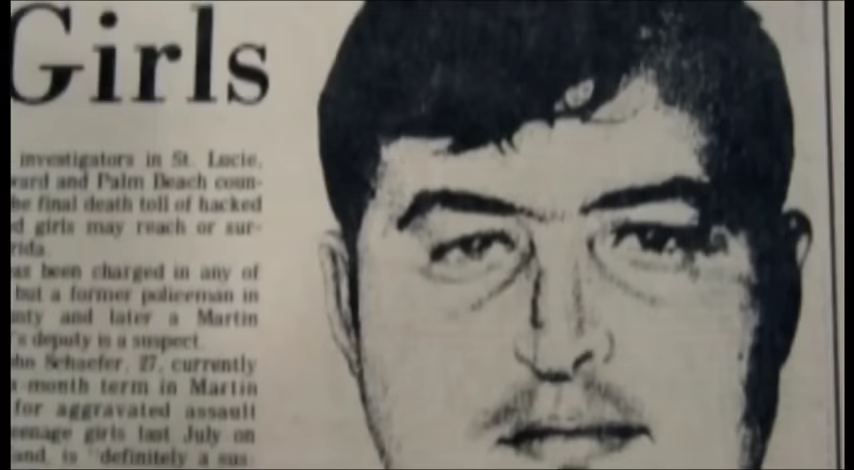 Girls
investigators in St. Lucie,
ward and Palm Beach coun-
he final death toll of hacked
d girls may reach or sur-
rida.
as been charged in any of
but a former policeman in
nty and later a Martin
's deputy is a suspect.
hn Schaefer, 27, currently
-month term in Martin
for aggravated assault
eenage girls last July on
and, is "definitely a sus-